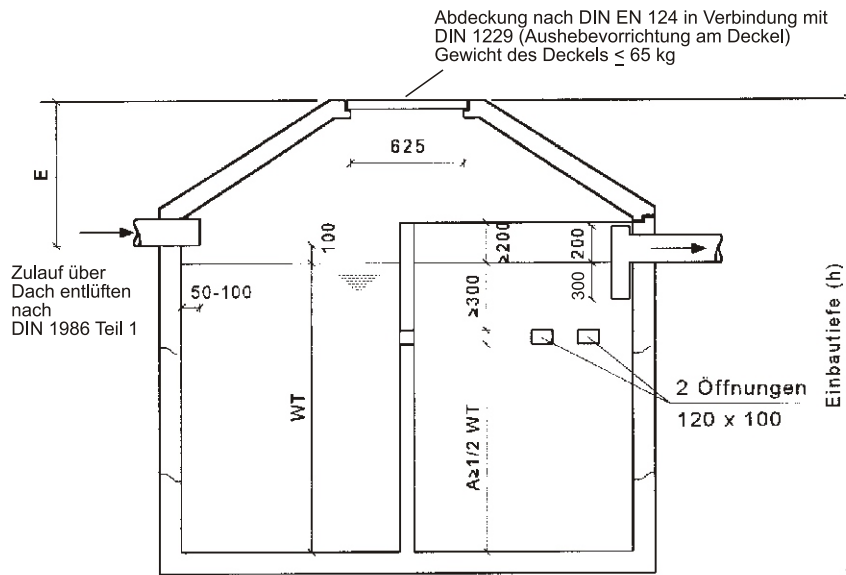 Abdeckung nach DIN EN 124 in Verbindung mit
DIN 1229 (Aushebevorrichtung am Deckel)
Gewicht des Deckels ≤ 65 kg
625
E
100
≥200
200
Zulauf über
Dach entlüften
nach
DIN 1986 Teil 1
50-100
≥300
300
Einbautiefe (h)
2 Öffnungen
120 x 100
WT
A≥1/2 WT